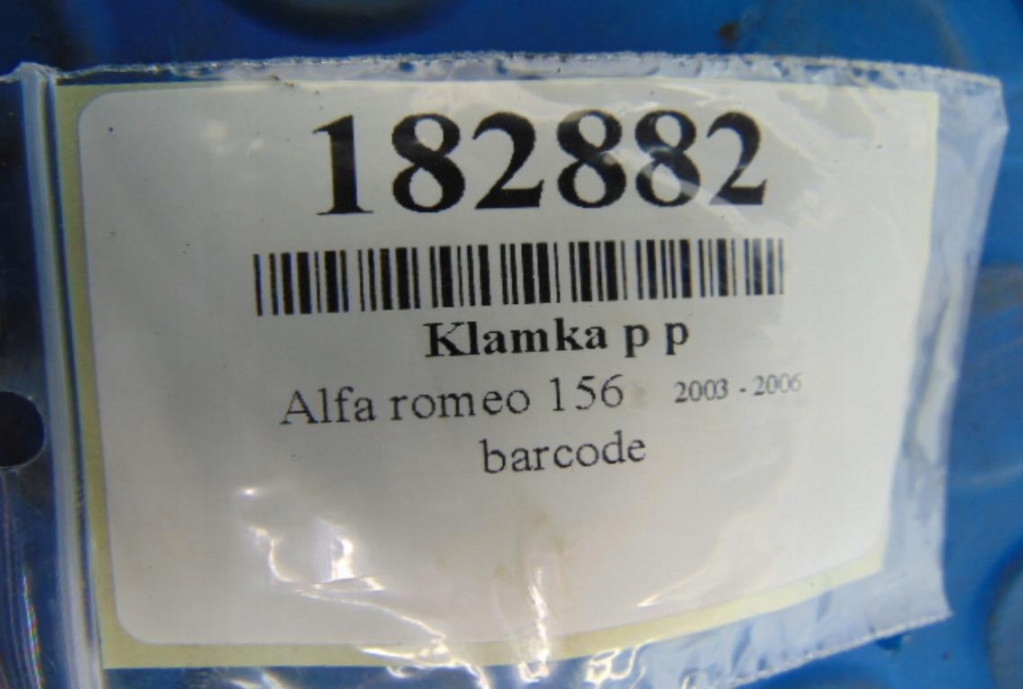 182882
Klamka p p
Alfa romeo 156 2003 - 2006
barcode